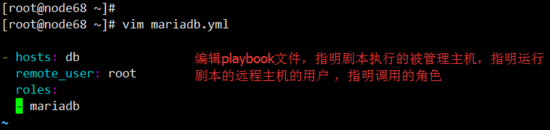 [root@node68 ~]#
[root@node68 ~]# vim mariadb.yml
- hosts: db
  remote_user: root
  roles:
  - mariadb
~
编辑playbook文件，指明剧本执行的被管理主机，指明运行
剧本的远程主机的用户 ，指明调用的角色